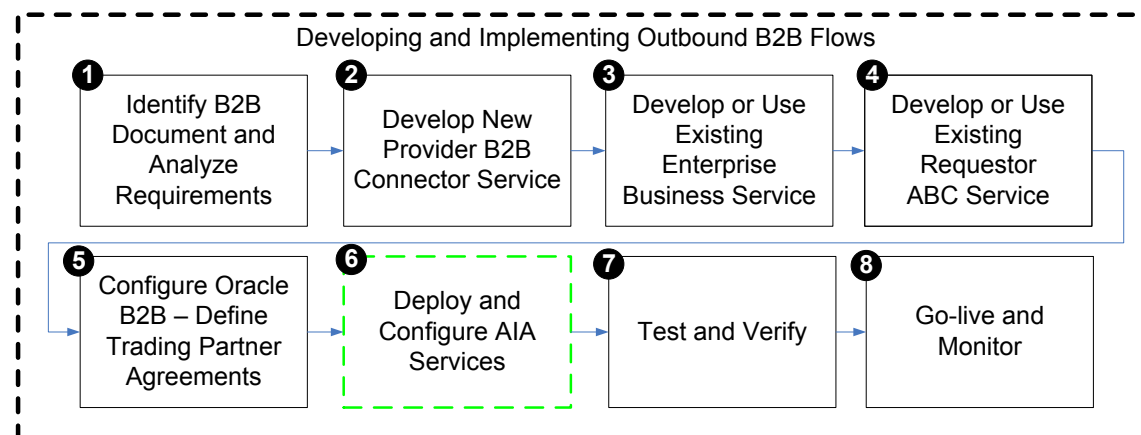 Developing and Implementing Outbound B2B Flows
1
Identify B2B
Document and
Analyze
Requirements
2
Develop New
Provider B2B
Connector Service
3
Develop or Use
Existing
Enterprise
Business Service
4
Develop or Use
Existing
Requestor
ABC Service
5
Configure Oracle
B2B – Define
Trading Partner
Agreements
6
Deploy and
Configure AIA
Services
7
Test and Verify
8
Go-live and
Monitor